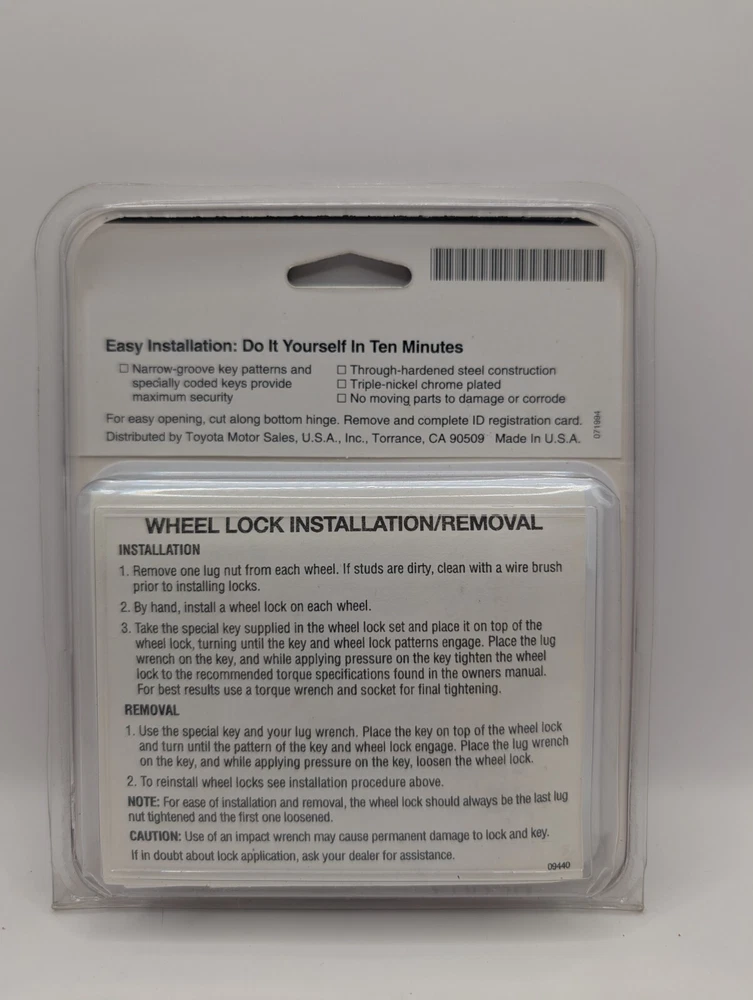 Easy Installation: Do It Yourself In Ten Minutes
☐ Narrow-groove key patterns and
specially coded keys provide
maximum security
☐ Through-hardened steel construction
☐ Triple-nickel chrome plated
☐ No moving parts to damage or corrode
For easy opening, cut along bottom hinge. Remove and complete ID registration card.
Distributed by Toyota Motor Sales, U.S.A., Inc., Torrance, CA 90509 Made In U.S.A.
071994
WHEEL LOCK INSTALLATION/REMOVAL
INSTALLATION
1. Remove one lug nut from each wheel. If studs are dirty, clean with a wire brush
prior to installing locks.
2. By hand, install a wheel lock on each wheel.
3. Take the special key supplied in the wheel lock set and place it on top of the
wheel lock, turning until the key and wheel lock patterns engage. Place the lug
wrench on the key, and while applying pressure on the key tighten the wheel
lock to the recommended torque specifications found in the owners manual.
For best results use a torque wrench and socket for final tightening.
REMOVAL
1. Use the special key and your lug wrench. Place the key on top of the wheel lock
and turn until the pattern of the key and wheel lock engage. Place the lug wrench
on the key, and while applying pressure on the key, loosen the wheel lock.
2. To reinstall wheel locks see installation procedure above.
NOTE: For ease of installation and removal, the wheel lock should always be the last lug
nut tightened and the first one loosened.
CAUTION: Use of an impact wrench may cause permanent damage to lock and key.
If in doubt about lock application, ask your dealer for assistance.
09440